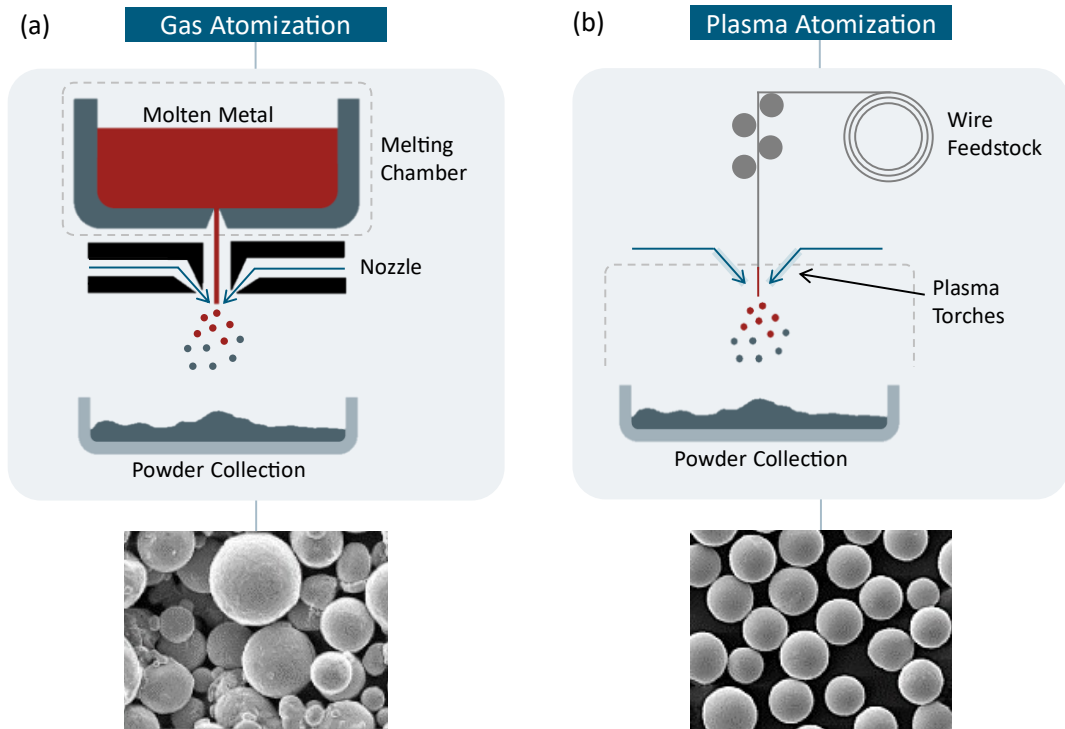 (a)
Gas Atomization
Molten Metal
Melting
Chamber
Nozzle
Powder Collection
(b)
Plasma Atomization
Wire
Feedstock
Plasma
Torches
Powder Collection